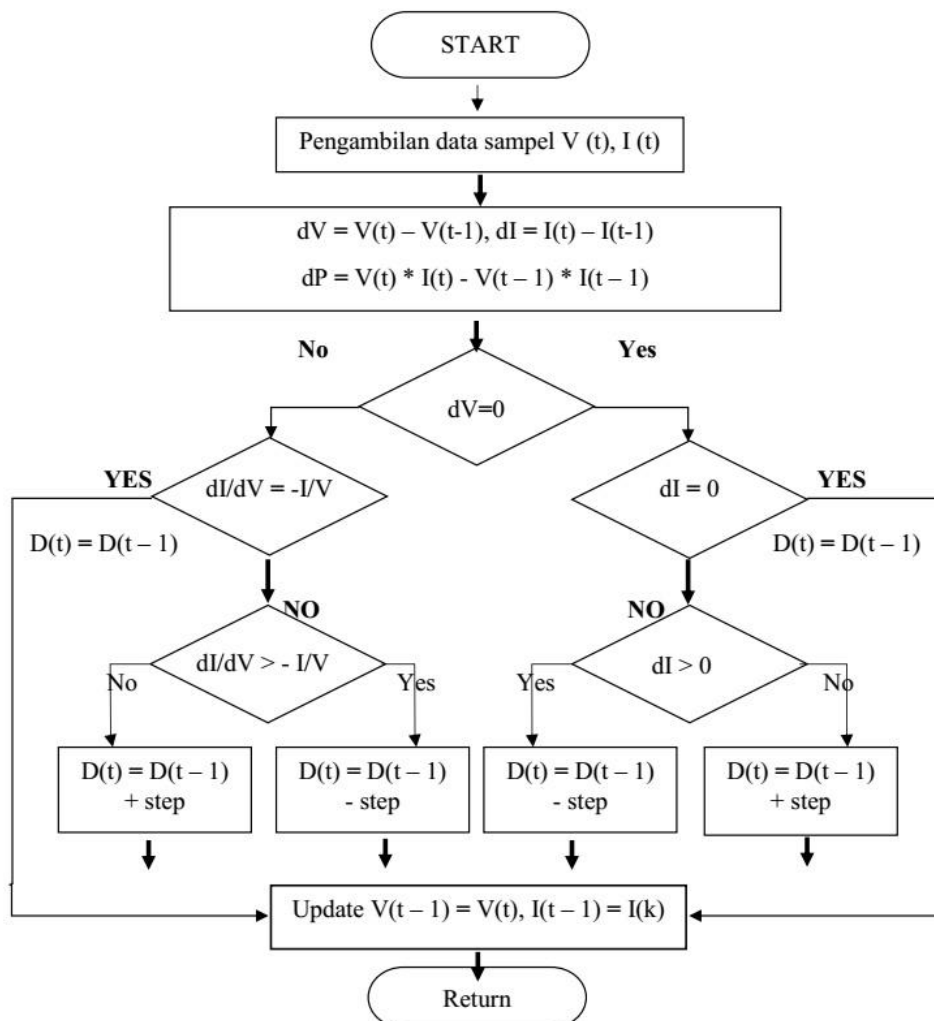 START
Pengambilan data sampel V (t), I (t)
dV = V(t) – V(t-1), dI = I(t) – I(t-1)
dP = V(t) * I(t) - V(t – 1) * I(t – 1)
No
Yes
dV=0
YES
dI/dV = -I/V
dI = 0
YES
D(t) = D(t – 1)
D(t) = D(t – 1)
NO
NO
dI/dV > - I/V
dI > 0
No
Yes
Yes
No
D(t) = D(t – 1)
+ step
D(t) = D(t – 1)
- step
D(t) = D(t – 1)
- step
D(t) = D(t – 1)
+ step
Update V(t – 1) = V(t), I(t – 1) = I(k)
Return